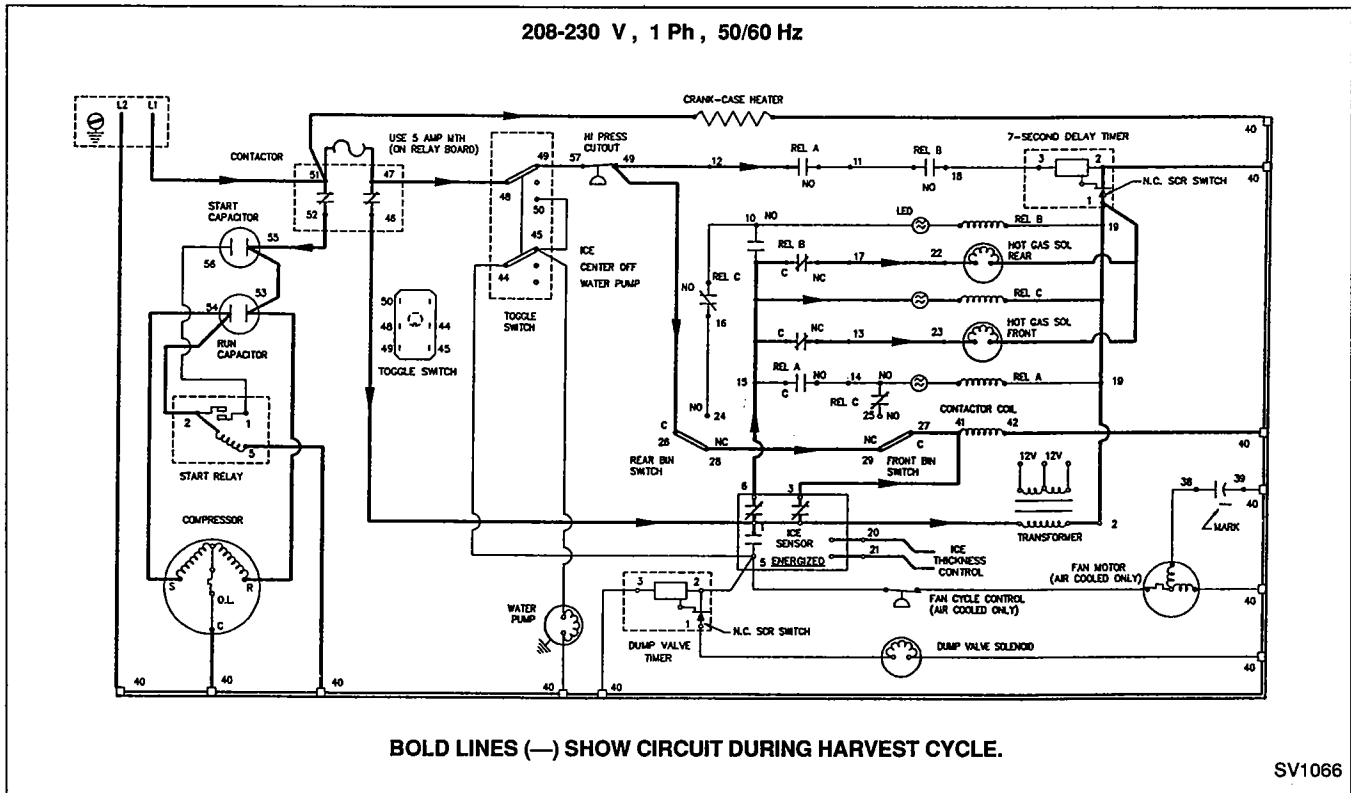 208-230 V , 1 Ph , 50/60 Hz
L2 L1
CRANK-CASE HEATER
40
USE 5 AMP MTH
(ON RELAY BOARD)
HI PRESS
CUTOUT
7-SECOND DELAY TIMER
CONTACTOR
51 47
49 57 49 12
REL A
NO
11
REL B
NO
18
3 2
1
40
N.C. SCR SWITCH
52 46
48
50
START
CAPACITOR
55
56
45
44
ICE
CENTER OFF
WATER PUMP
TOGGLE
SWITCH
10 NO
LED
REL B
19
REL B
C NC
17 22
HOT GAS SOL
REAR
REL C
NO
16
REL C
54 53
RUN
CAPACITOR
50
48 44
49 45
TOGGLE SWITCH
C NC
13 23
HOT GAS SOL
FRONT
15
REL A
C NO
14 NO
REL A
19
REL C
25 NO
NO 24
2 1
5
START RELAY
C
26
NC
28
REAR BIN
SWITCH
NC
29
27
C
FRONT BIN
SWITCH
CONTACTOR COIL
41 42
40
12V 12V
TRANSFORMER
2
38 39
40
MARK
6 3
1
ICE
SENSOR
ENERGIZED
5
20
21
ICE
THICKNESS
CONTROL
COMPRESSOR
S R
O.L.
C
FAN MOTOR
(AIR COOLED ONLY)
40
FAN CYCLE CONTROL
(AIR COOLED ONLY)
WATER
PUMP
3 2
1
N.C. SCR SWITCH
DUMP VALVE
TIMER
DUMP VALVE SOLENOID
40
40 40 40 40 40
BOLD LINES (—) SHOW CIRCUIT DURING HARVEST CYCLE.
SV1066